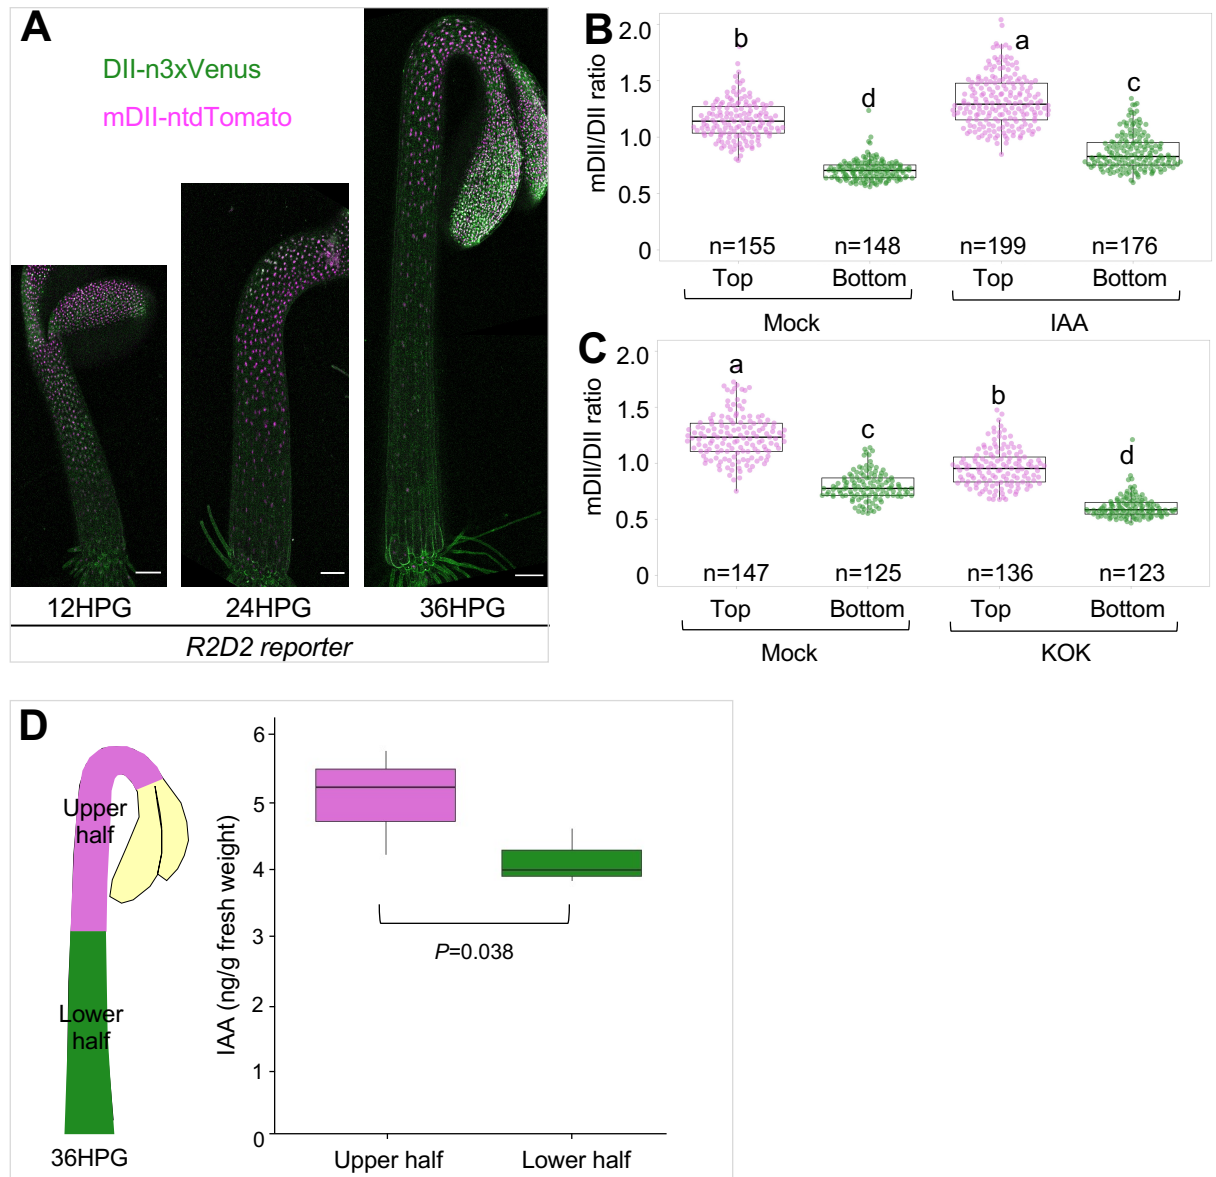 A
DII-n3xVenus
mDII-ntdTomato
12HPG
24HPG
36HPG
R2D2 reporter
B
mDII/DII ratio
2.0
1.5
1.0
0.5
0
b
d
a
c
n=155
n=148
n=199
n=176
Top
Bottom
Top
Bottom
Mock
IAA
C
mDII/DII ratio
2.0
1.5
1.0
0.5
0
a
c
b
d
n=147
n=125
n=136
n=123
Top
Bottom
Top
Bottom
Mock
KOK
D
Upper
half
Lower
half
36HPG
IAA (ng/g fresh weight)
6
5
4
3
2
1
0
P=0.038
Upper half
Lower half